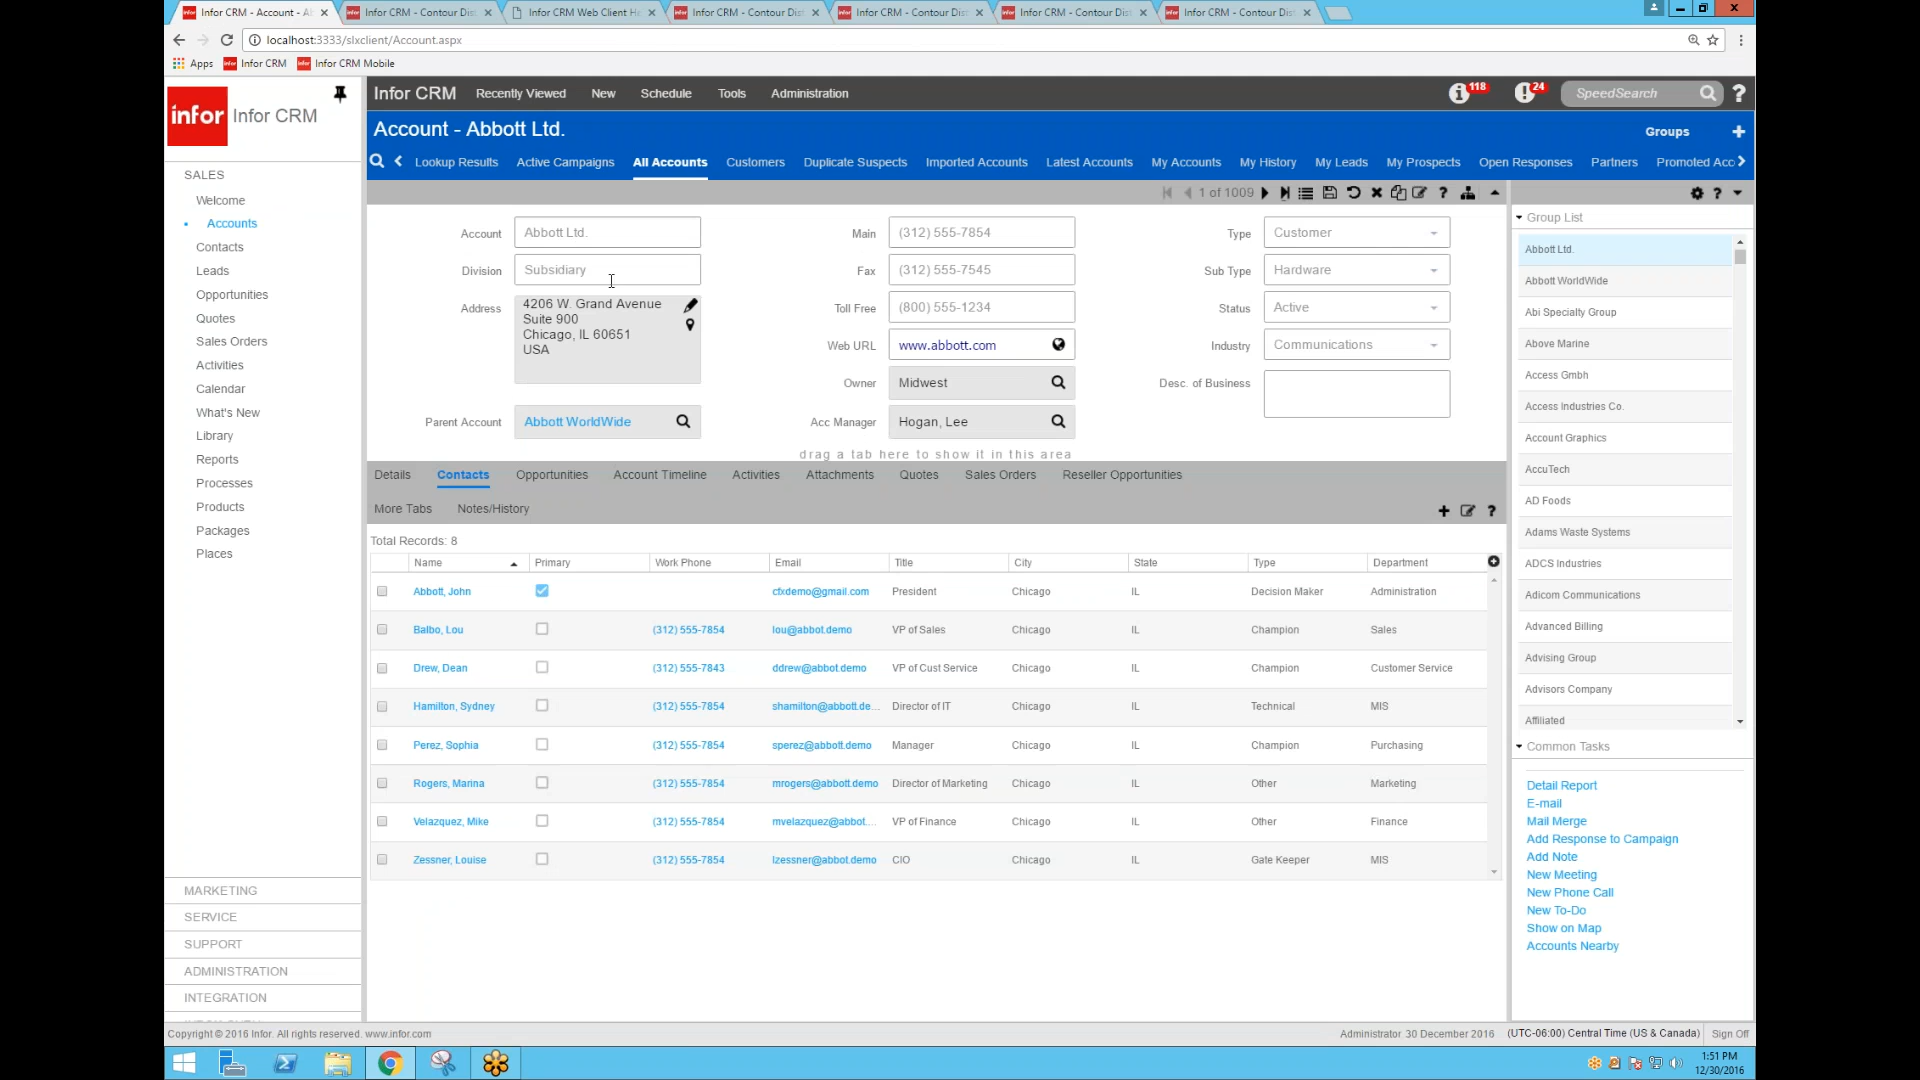 Infor CRM - Account - Ab
Infor CRM - Contour Dist
Infor CRM Web Client He
Infor CRM - Contour Dist
Infor CRM - Contour Dist
Infor CRM - Contour Dist
Infor CRM - Contour Dist
localhost:3333/slxclient/Account.aspx
Apps
Infor CRM
Infor CRM Mobile
infor Infor CRM
Infor CRM
Recently Viewed
New
Schedule
Tools
Administration
118
24
SpeedSearch
?
Account - Abbott Ltd.
Groups
Lookup Results
Active Campaigns
All Accounts
Customers
Duplicate Suspects
Imported Accounts
Latest Accounts
My Accounts
My History
My Leads
My Prospects
Open Responses
Partners
Promoted Acc
1 of 1009
SALES
Welcome
Accounts
Contacts
Leads
Opportunities
Quotes
Sales Orders
Activities
Calendar
What's New
Library
Reports
Processes
Products
Packages
Places
MARKETING
SERVICE
SUPPORT
ADMINISTRATION
INTEGRATION
Account Abbott Ltd.
Division Subsidiary
Address 4206 W. Grand Avenue
Suite 900
Chicago, IL 60651
USA
Parent Account Abbott WorldWide
Main (312) 555-7854
Fax (312) 555-7545
Toll Free (800) 555-1234
Web URL www.abbott.com
Owner Midwest
Acc Manager Hogan, Lee
Type Customer
Sub Type Hardware
Status Active
Industry Communications
Desc. of Business
drag a tab here to show it in this area
Details
Contacts
Opportunities
Account Timeline
Activities
Attachments
Quotes
Sales Orders
Reseller Opportunities
More Tabs
Notes/History
Total Records: 8
Name Primary Work Phone Email Title City State Type Department
Abbott, John cfxdemo@gmail.com President Chicago IL Decision Maker Administration
Balbo, Lou (312) 555-7854 lou@abbot.demo VP of Sales Chicago IL Champion Sales
Drew, Dean (312) 555-7843 ddrew@abbot.demo VP of Cust Service Chicago IL Champion Customer Service
Hamilton, Sydney (312) 555-7854 shamilton@abbott.de... Director of IT Chicago IL Technical MIS
Perez, Sophia (312) 555-7854 sperez@abbott.demo Manager Chicago IL Champion Purchasing
Rogers, Marina (312) 555-7854 mrogers@abbott.demo Director of Marketing Chicago IL Other Marketing
Velazquez, Mike (312) 555-7854 mvelazquez@abbot.... VP of Finance Chicago IL Other Finance
Zessner, Louise (312) 555-7854 lzessner@abbot.demo CIO Chicago IL Gate Keeper MIS
Group List
Abbott Ltd.
Abbott WorldWide
Abi Specialty Group
Above Marine
Access Gmbh
Access Industries Co.
Account Graphics
AccuTech
AD Foods
Adams Waste Systems
ADCS Industries
Adicom Communications
Advanced Billing
Advising Group
Advisors Company
Affiliated
Common Tasks
Detail Report
E-mail
Mail Merge
Add Response to Campaign
Add Note
New Meeting
New Phone Call
New To-Do
Show on Map
Accounts Nearby
Copyright © 2016 Infor. All rights reserved. www.infor.com
Administrator 30 December 2016 (UTC-06:00) Central Time (US & Canada) Sign Off
1:51 PM
12/30/2016